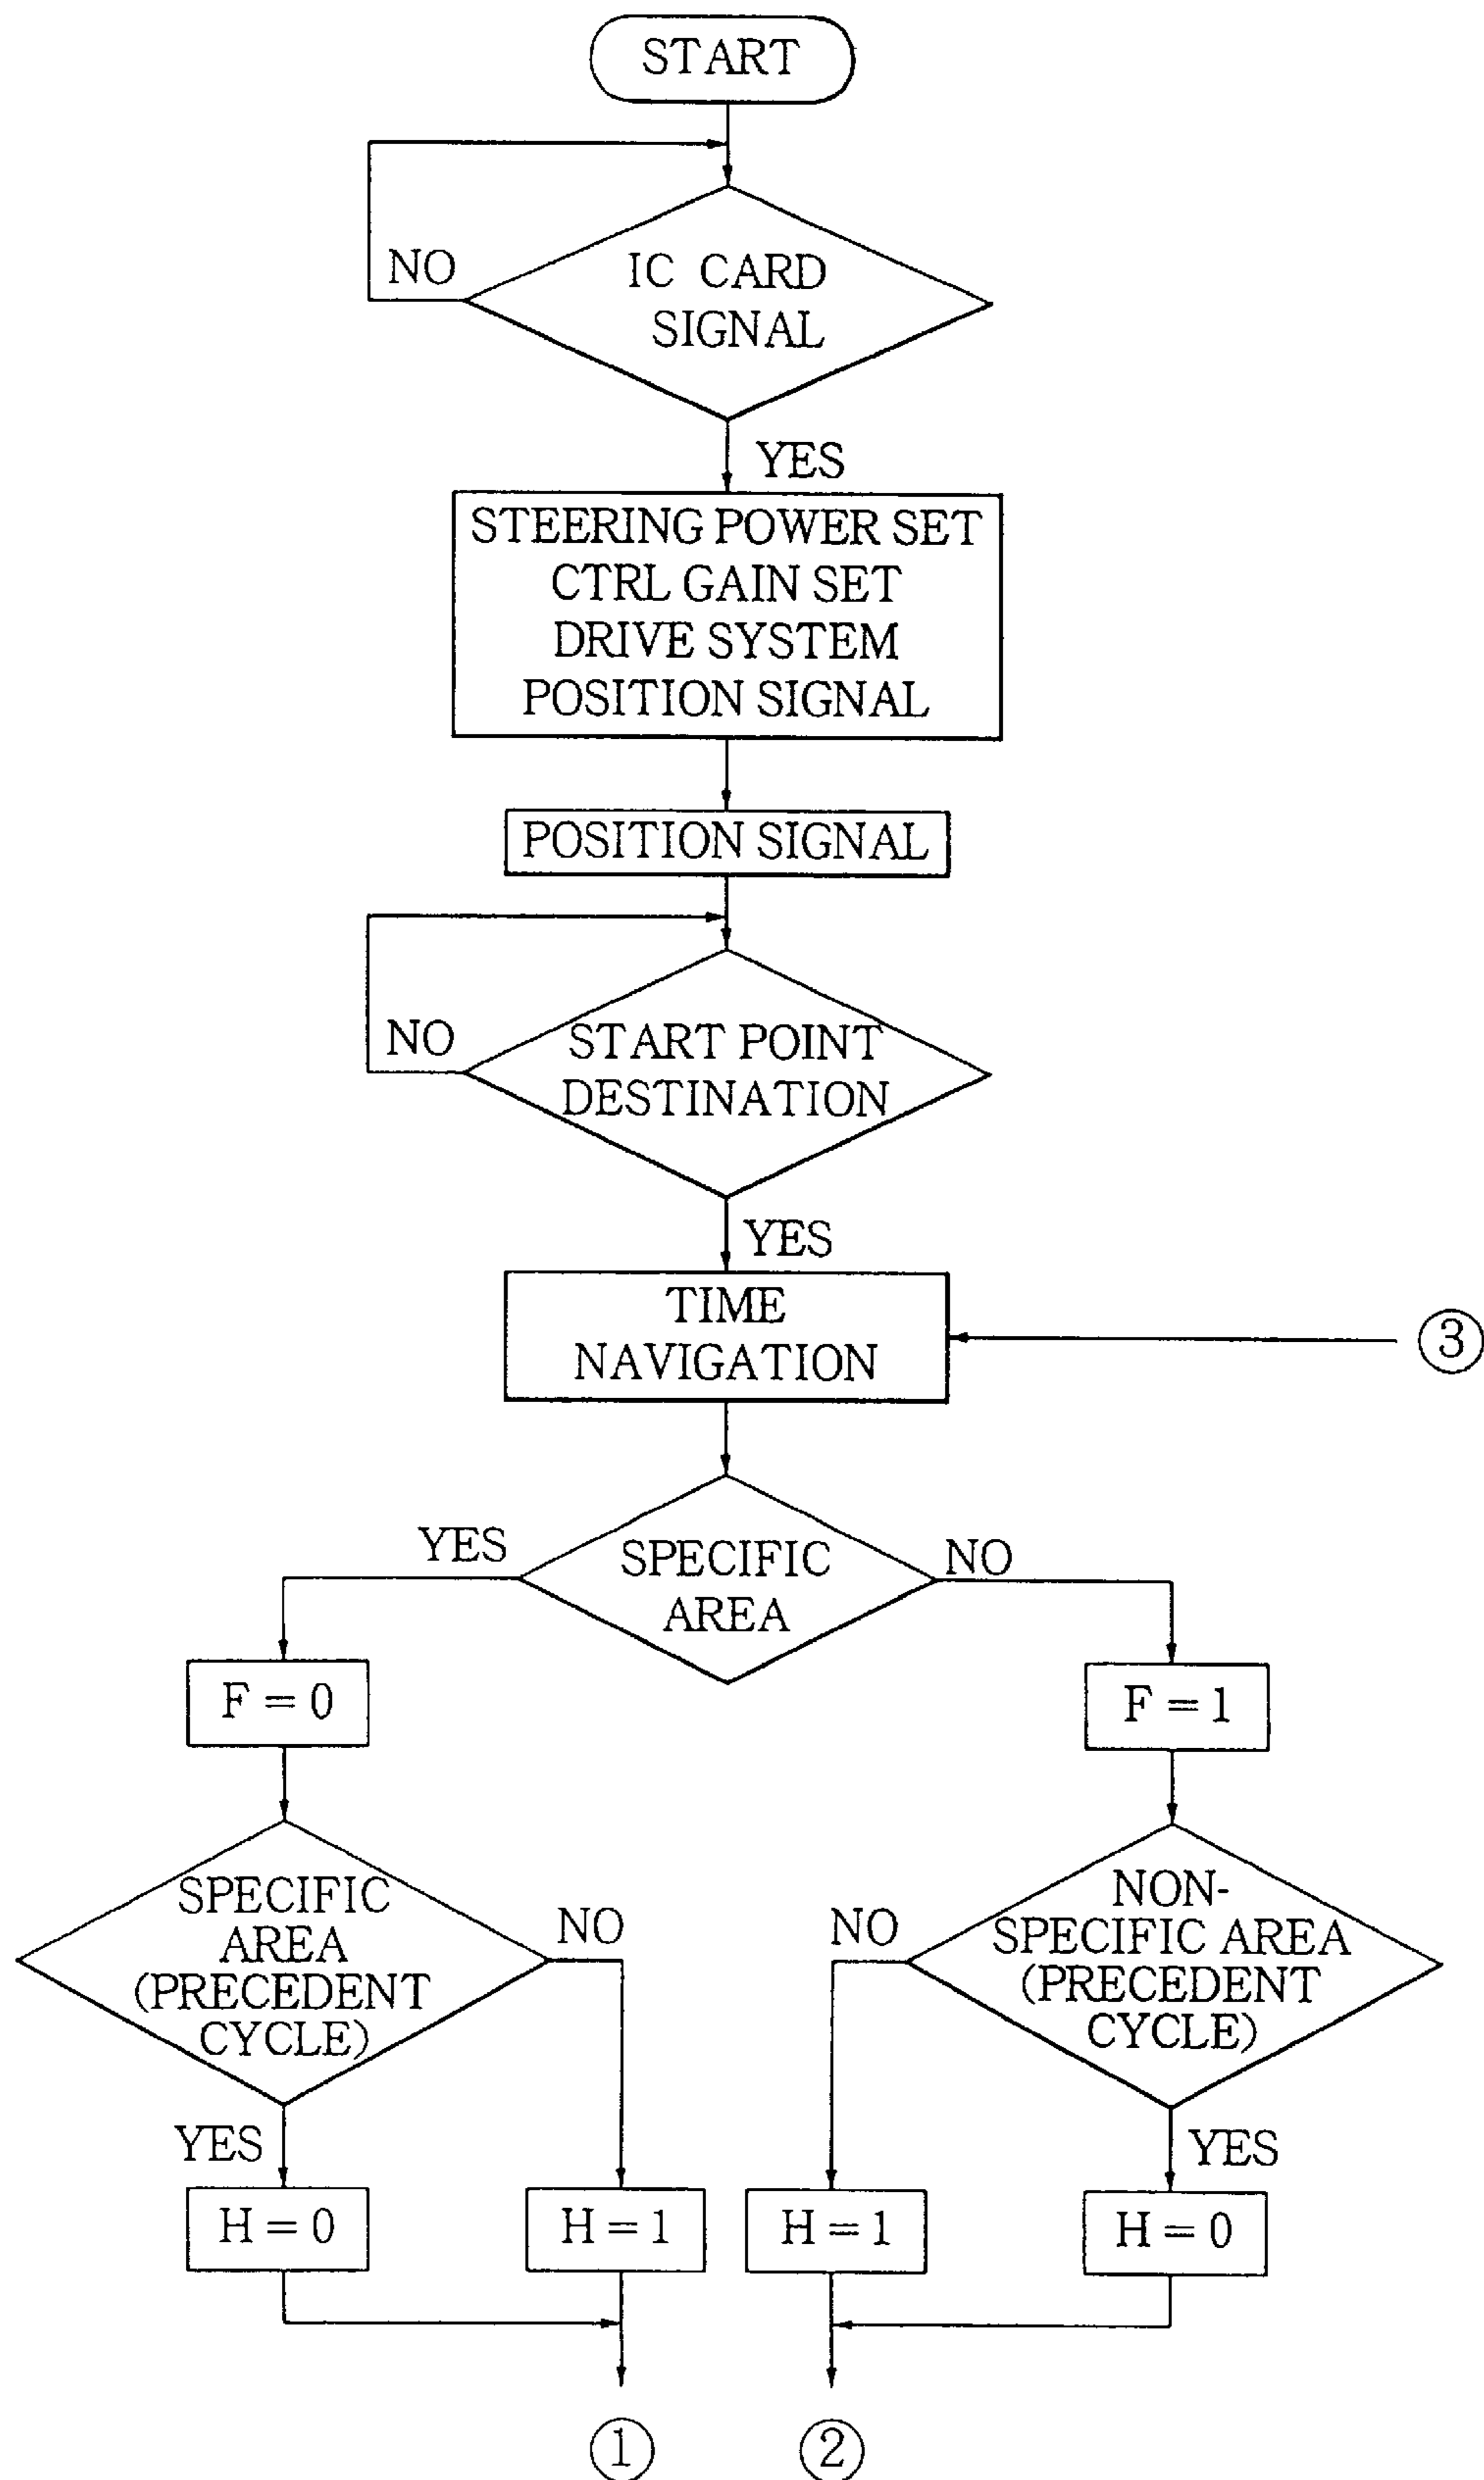 START
NO
IC CARD
SIGNAL
YES
STEERING POWER SET
CTRL GAIN SET
DRIVE SYSTEM
POSITION SIGNAL
POSITION SIGNAL
NO
START POINT
DESTINATION
YES
TIME
NAVIGATION
③
YES
SPECIFIC
AREA
NO
F = 0
F = 1
SPECIFIC
AREA
(PRECEDENT
CYCLE)
NO
NO
NON-
SPECIFIC AREA
(PRECEDENT
CYCLE)
YES
YES
H = 0
H = 1
H = 1
H = 0
①
②